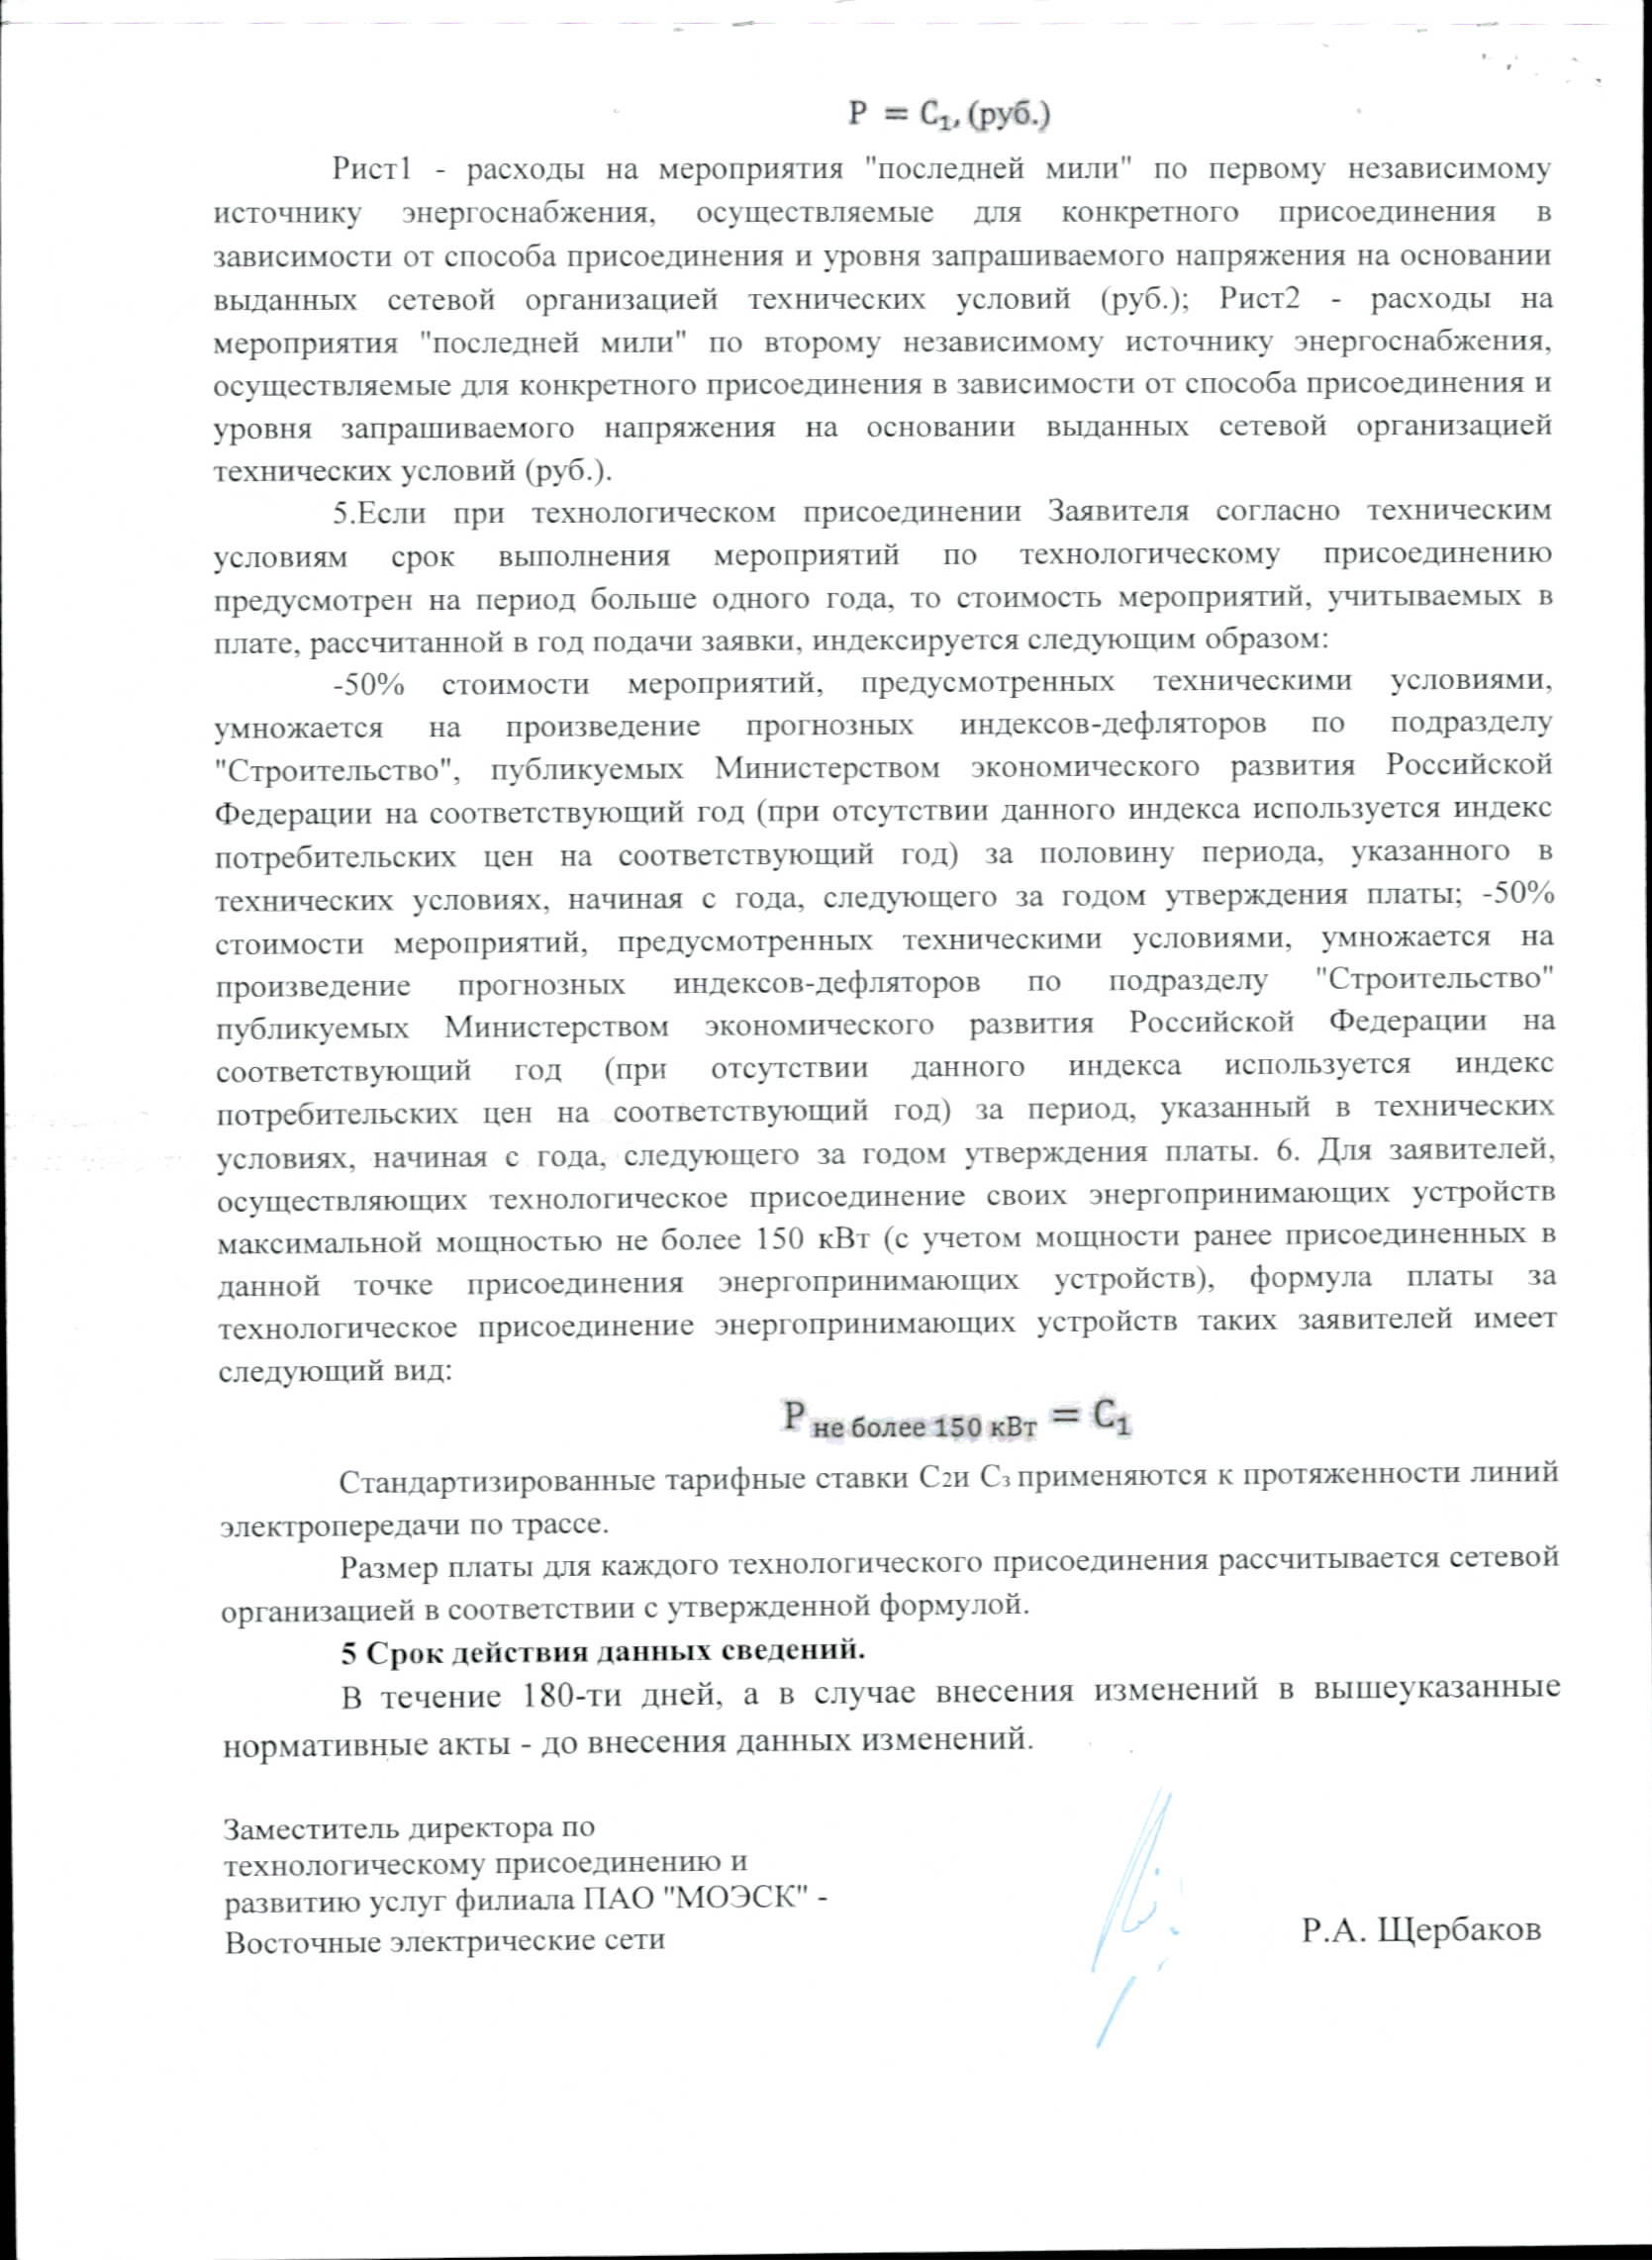 P = C₁, (руб.)
Рист1 - расходы на мероприятия "последней мили" по первому независимому
источнику энергоснабжения, осуществляемые для конкретного присоединения в
зависимости от способа присоединения и уровня запрашиваемого напряжения на основании
выданных сетевой организацией технических условий (руб.); Рист2 - расходы на
мероприятия "последней мили" по второму независимому источнику энергоснабжения,
осуществляемые для конкретного присоединения в зависимости от способа присоединения и
уровня запрашиваемого напряжения на основании выданных сетевой организацией
технических условий (руб.).
5.Если при технологическом присоединении Заявителя согласно техническим
условиям срок выполнения мероприятий по технологическому присоединению
предусмотрен на период больше одного года, то стоимость мероприятий, учитываемых в
плате, рассчитанной в год подачи заявки, индексируется следующим образом:
-50% стоимости мероприятий, предусмотренных техническими условиями,
умножается на произведение прогнозных индексов-дефляторов по подразделу
"Строительство", публикуемых Министерством экономического развития Российской
Федерации на соответствующий год (при отсутствии данного индекса используется индекс
потребительских цен на соответствующий год) за половину периода, указанного в
технических условиях, начиная с года, следующего за годом утверждения платы; -50%
стоимости мероприятий, предусмотренных техническими условиями, умножается на
произведение прогнозных индексов-дефляторов по подразделу "Строительство"
публикуемых Министерством экономического развития Российской Федерации на
соответствующий год (при отсутствии данного индекса используется индекс
потребительских цен на соответствующий год) за период, указанный в технических
условиях, начиная с года, следующего за годом утверждения платы. 6. Для заявителей,
осуществляющих технологическое присоединение своих энергопринимающих устройств
максимальной мощностью не более 150 кВт (с учетом мощности ранее присоединенных в
данной точке присоединения энергопринимающих устройств), формула платы за
технологическое присоединение энергопринимающих устройств таких заявителей имеет
следующий вид:
P не более 150 кВт = C₁
Стандартизированные тарифные ставки С₂и С₃ применяются к протяженности линий
электропередачи по трассе.
Размер платы для каждого технологического присоединения рассчитывается сетевой
организацией в соответствии с утвержденной формулой.
5 Срок действия данных сведений.
В течение 180-ти дней, а в случае внесения изменений в вышеуказанные
нормативные акты - до внесения данных изменений.
Заместитель директора по
технологическому присоединению и
развитию услуг филиала ПАО "МОЭСК" -
Восточные электрические сети
Р.А. Щербаков